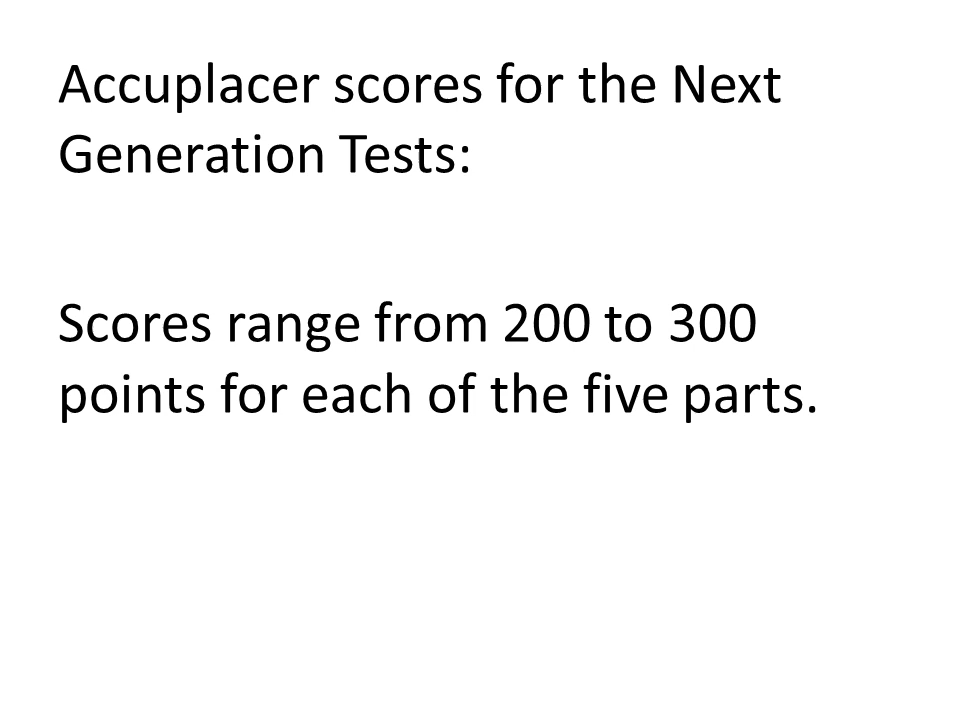 Accuplacer scores for the Next
Generation Tests:
Scores range from 200 to 300
points for each of the five parts.